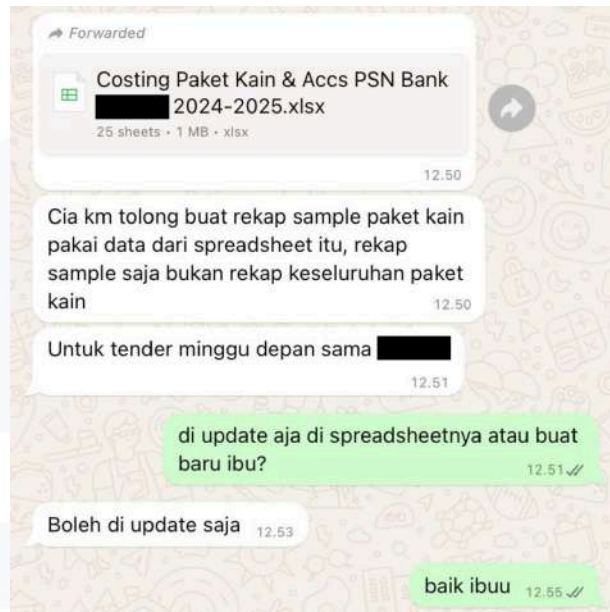 Forwarded
Costing Paket Kain & Accs PSN Bank
2024-2025.xlsx
25 sheets • 1 MB • xlsx
12.50
Cia km tolong buat rekap sample paket kain
pakai data dari spreadsheet itu, rekap
sample saja bukan rekap keseluruhan paket
kain
12.50
Untuk tender minggu depan sama
12.51
di update aja di spreadsheetnya atau buat
baru ibu?
12.51
Boleh di update saja 12.53
baik ibuu 12.55